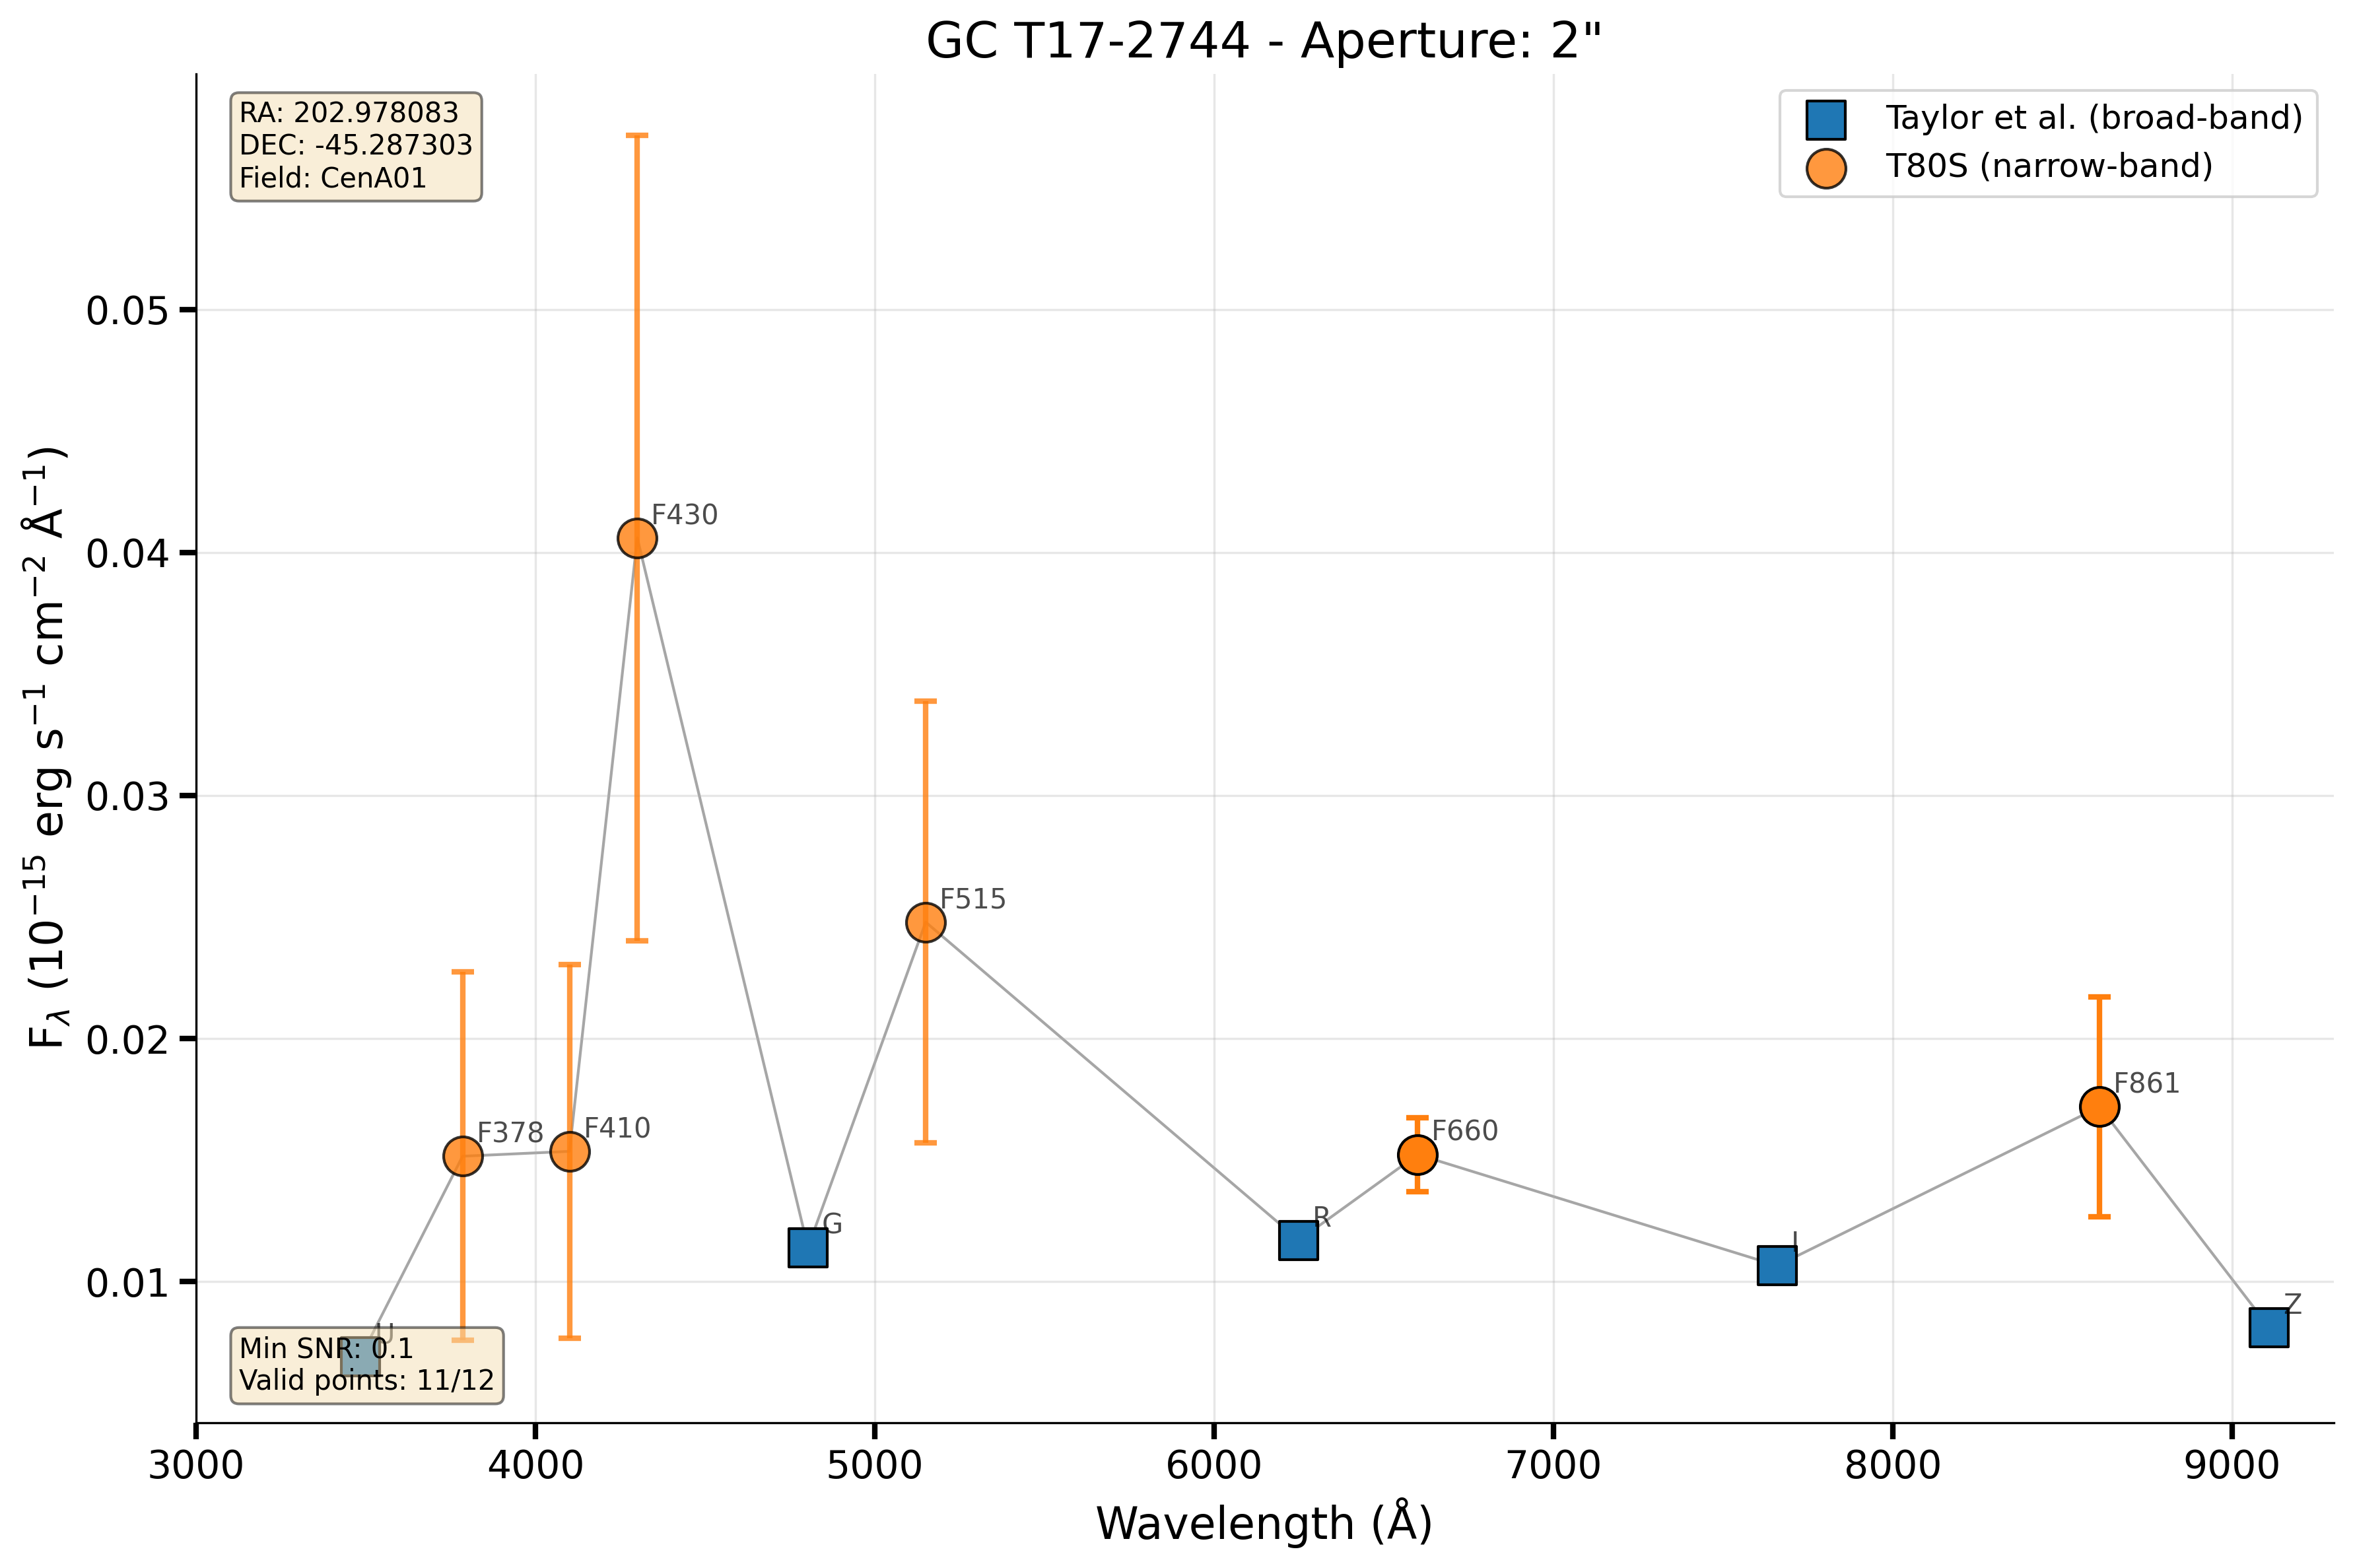 GC T17-2744 - Aperture: 2"
RA: 202.978083
DEC: -45.287303
Field: CenA01
Taylor et al. (broad-band)
T80S (narrow-band)
F_λ (10⁻¹⁵ erg s⁻¹ cm⁻² Å⁻¹)
0.05
0.04
0.03
0.02
0.01
F430
F515
F378
F410
F660
F861
G
R
I
Z
U
Min SNR: 0.1
Valid points: 11/12
3000
4000
5000
6000
7000
8000
9000
Wavelength (Å)